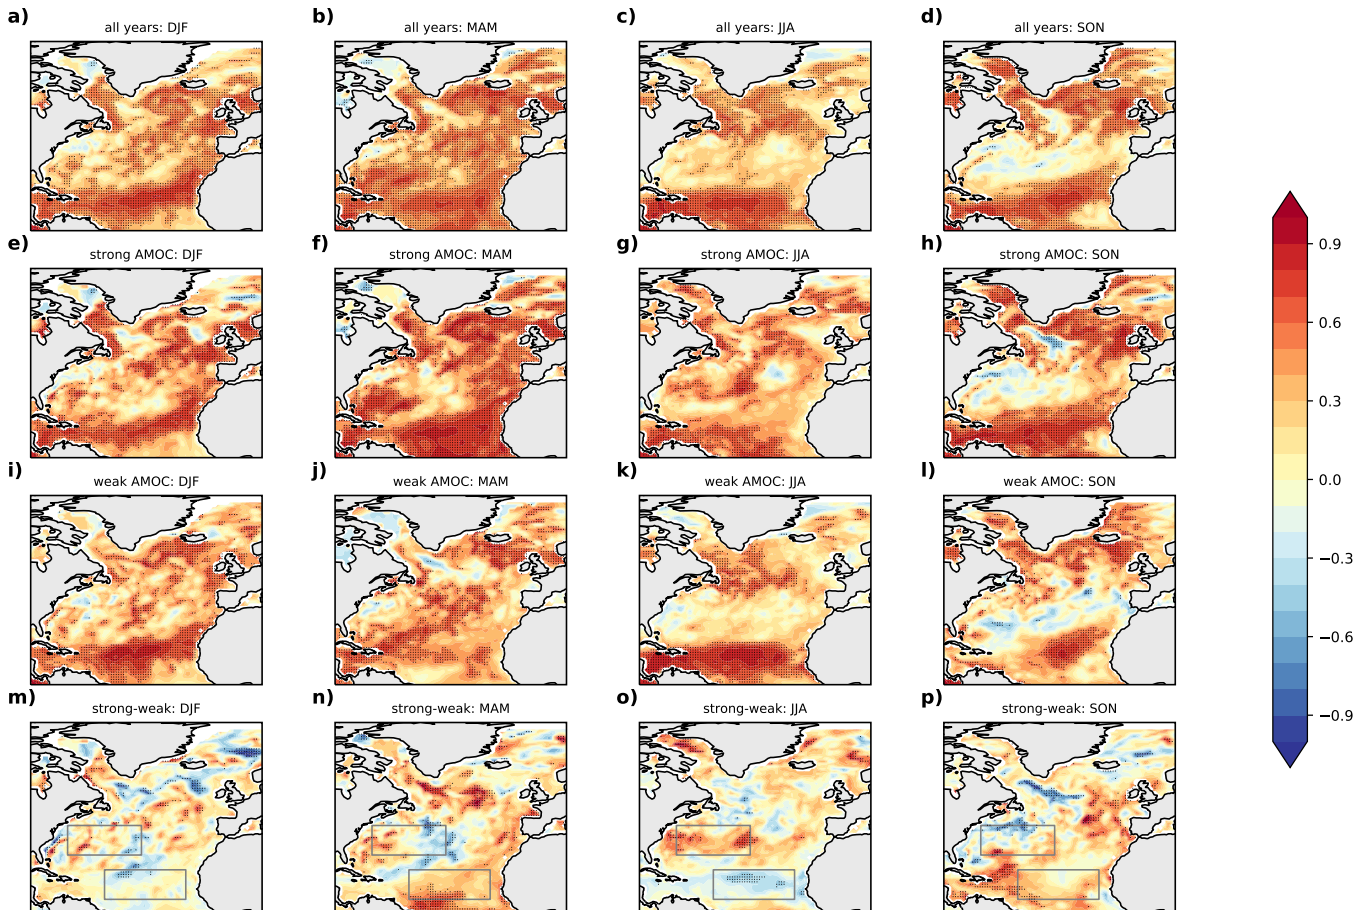 a) b) c) d)
all years: DJF all years: MAM all years: JJA all years: SON
e) f) g) h)
strong AMOC: DJF strong AMOC: MAM strong AMOC: JJA strong AMOC: SON
i) j) k) l)
weak AMOC: DJF weak AMOC: MAM weak AMOC: JJA weak AMOC: SON
m) n) o) p)
strong-weak: DJF strong-weak: MAM strong-weak: JJA strong-weak: SON
0.9
0.6
0.3
0.0
−0.3
−0.6
−0.9